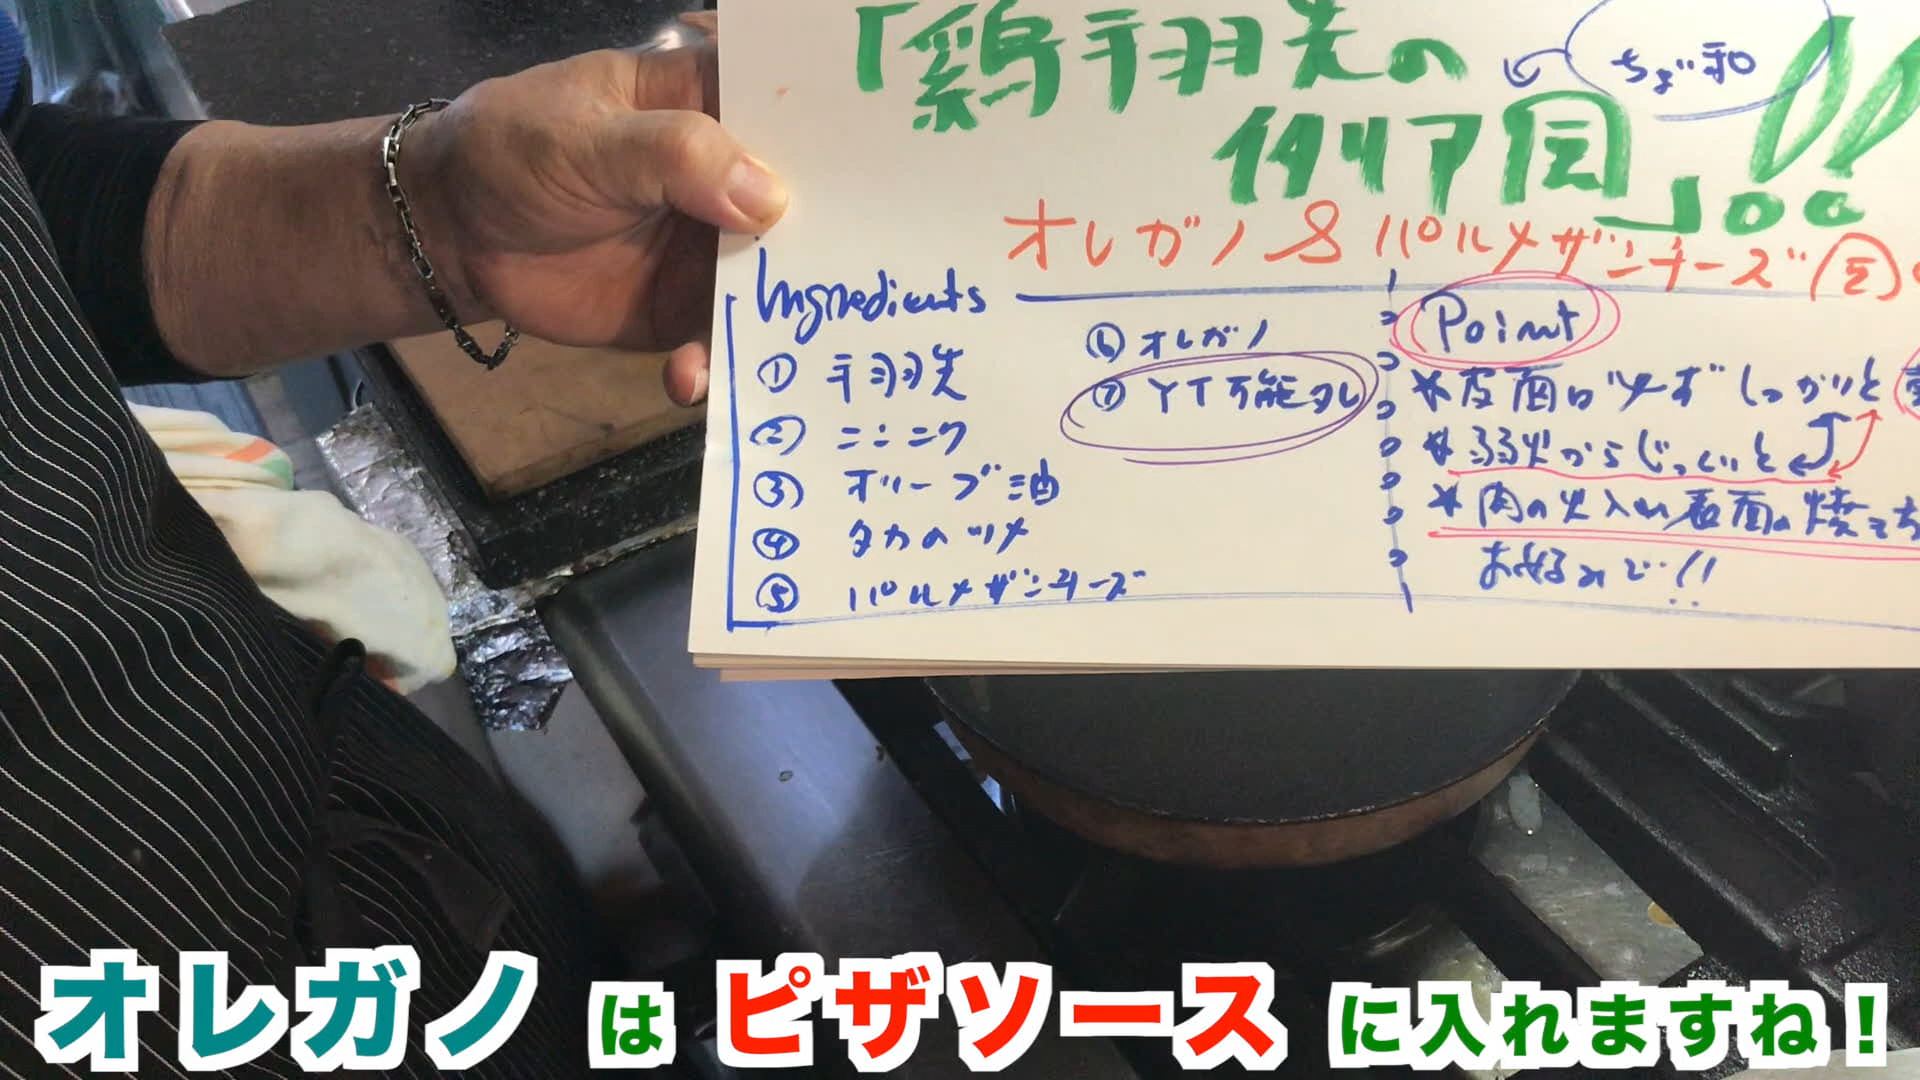 「鶏手羽先の
ちょい和
イタリア風」
オレガノ & パルメザンチーズ
Ingredients
① 手羽先
② ニンニク
③ オリーブ油
④ タカのツメ
⑤ パルメザンチーズ
⑥ オレガノ
⑦ YT万能タレ
Point
* 皮面は必ずしっかりと
* 弱火からじっくりと
* 肉の火入れ表面の焼き
お好みで!!
オレガノはピザソースに入れますね！